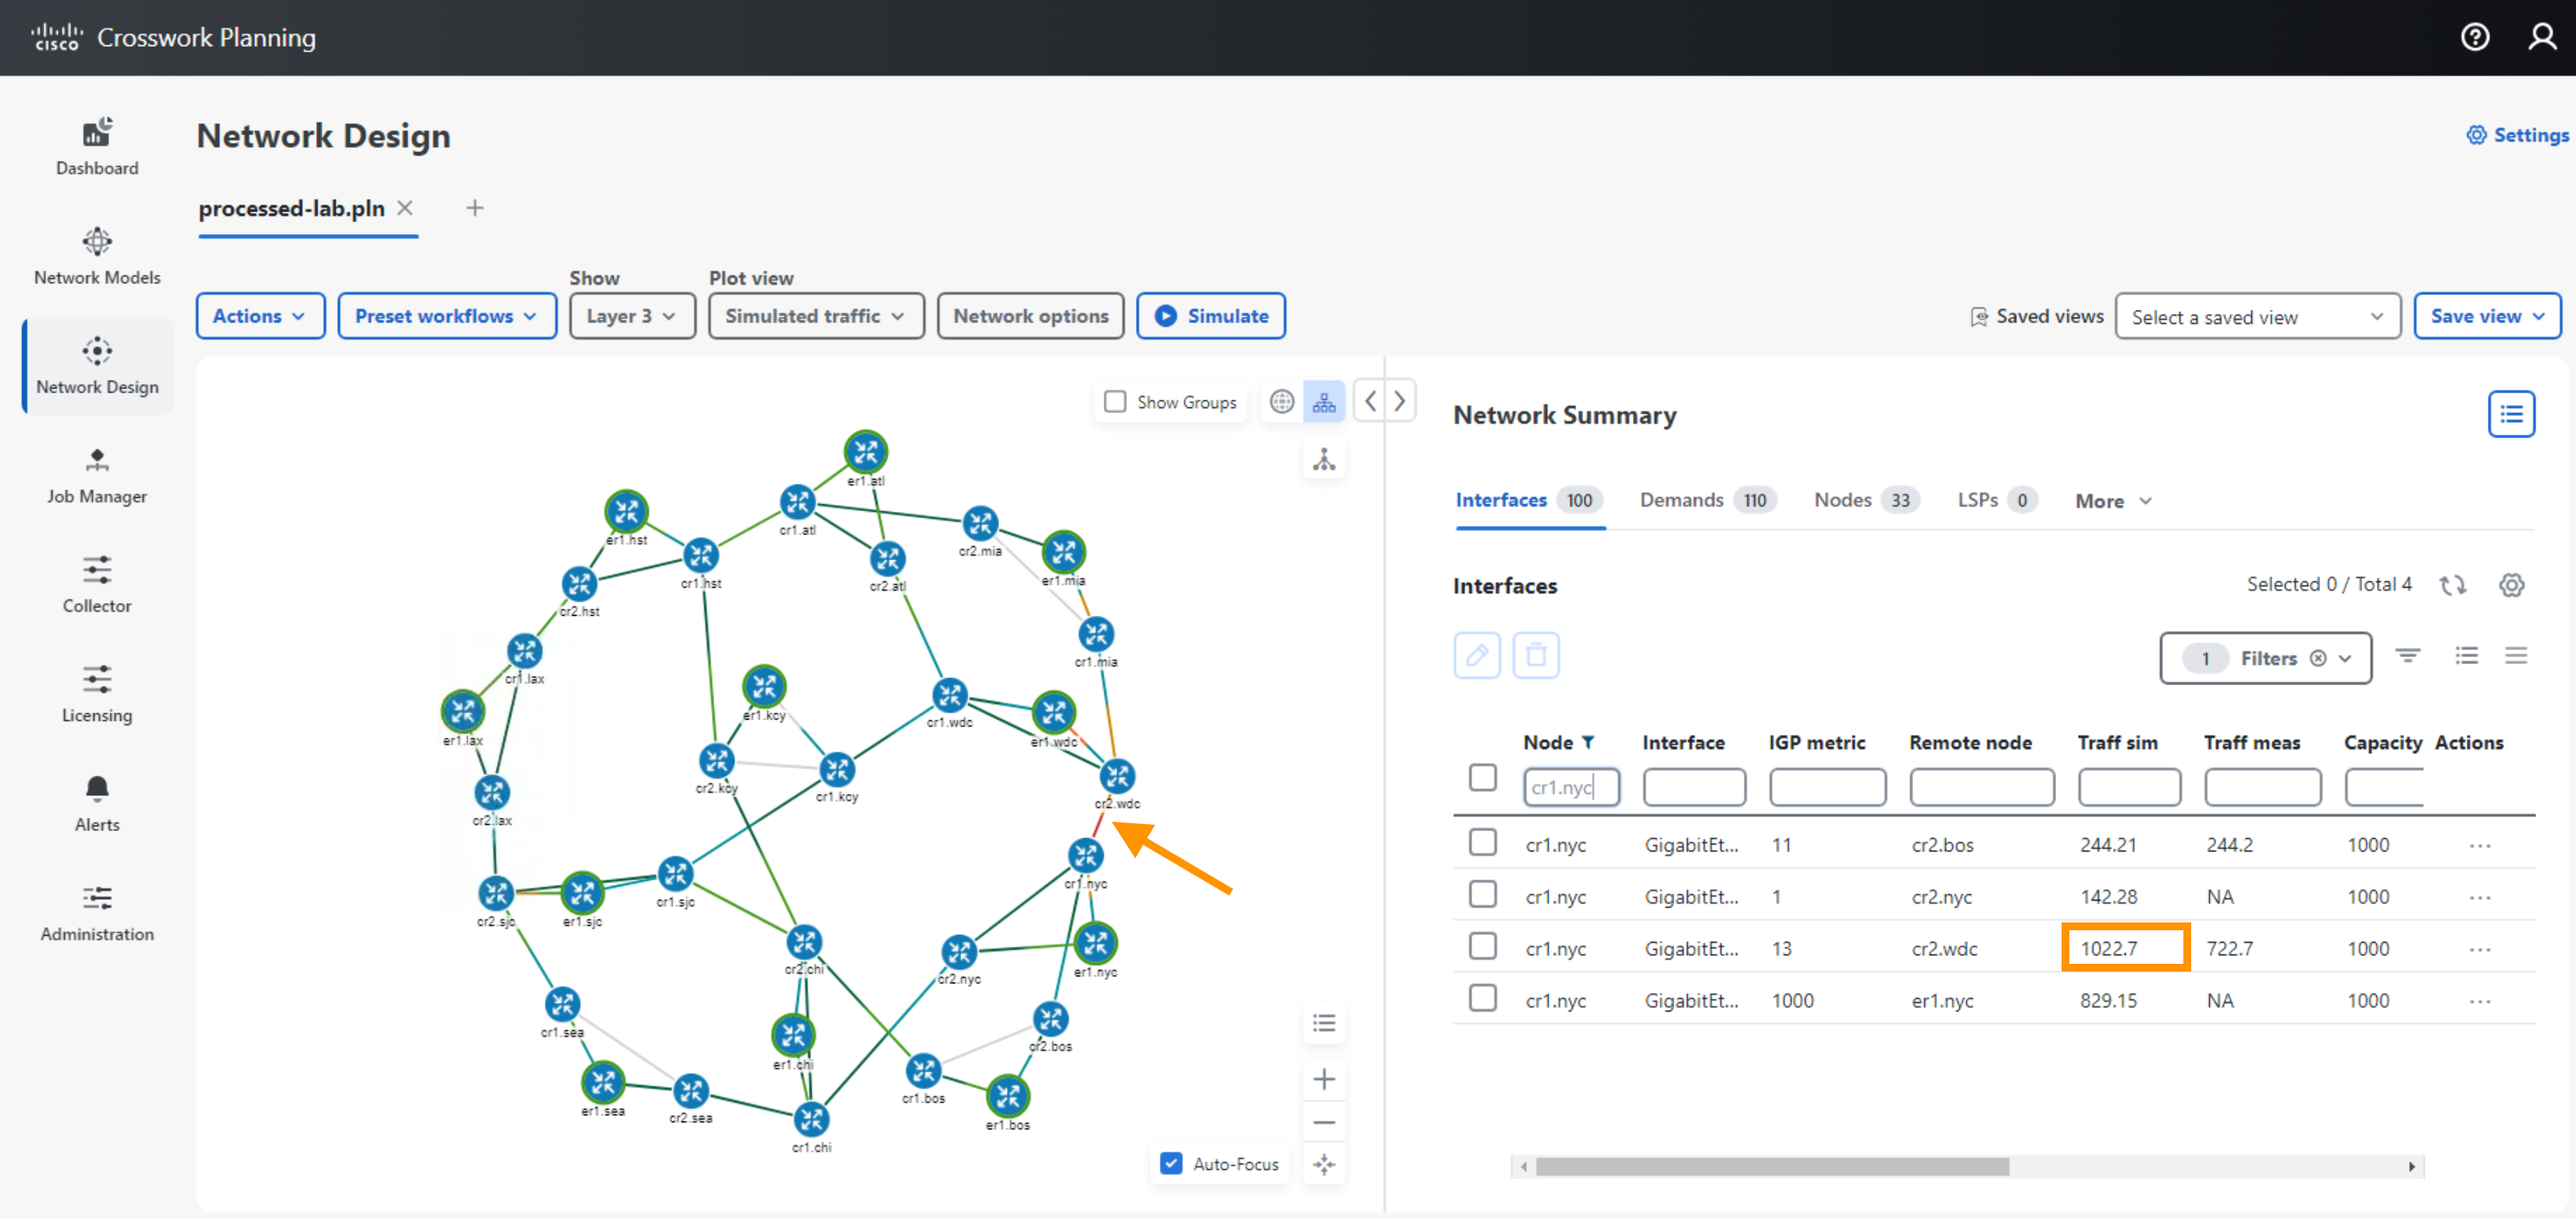 cisco Crosswork Planning
Dashboard
Network Models
Network Design
Job Manager
Collector
Licensing
Alerts
Administration
Network Design
Settings
processed-lab.pln
Show
Plot view
Actions
Preset workflows
Layer 3
Simulated traffic
Network options
Simulate
Saved views
Select a saved view
Save view
Show Groups
er1.atl
er1.hst
cr1.atl
cr2.mia
cr1.hst
cr2.atl
er1.mia
cr2.hst
cr1.mia
cr1.lax
er1.kcy
cr1.wdc
er1.lax
er1.wdc
cr2.kcy
cr1.kcy
cr2.wdc
cr2.lax
cr1.nyc
cr1.sjc
cr2.sjc
er1.sjc
cr2.chi
cr2.nyc
er1.nyc
cr1.sea
cr2.bos
er1.chi
cr1.bos
er1.sea
cr2.sea
er1.bos
cr1.chi
Auto-Focus
Network Summary
Interfaces 100
Demands 110
Nodes 33
LSPs 0
More
Interfaces
Selected 0 / Total 4
1 Filters
Node Interface IGP metric Remote node Traff sim Traff meas Capacity Actions
cr1.nyc
cr1.nyc GigabitEt... 11 cr2.bos 244.21 244.2 1000 ...
cr1.nyc GigabitEt... 1 cr2.nyc 142.28 NA 1000 ...
cr1.nyc GigabitEt... 13 cr2.wdc 1022.7 722.7 1000 ...
cr1.nyc GigabitEt... 1000 er1.nyc 829.15 NA 1000 ...